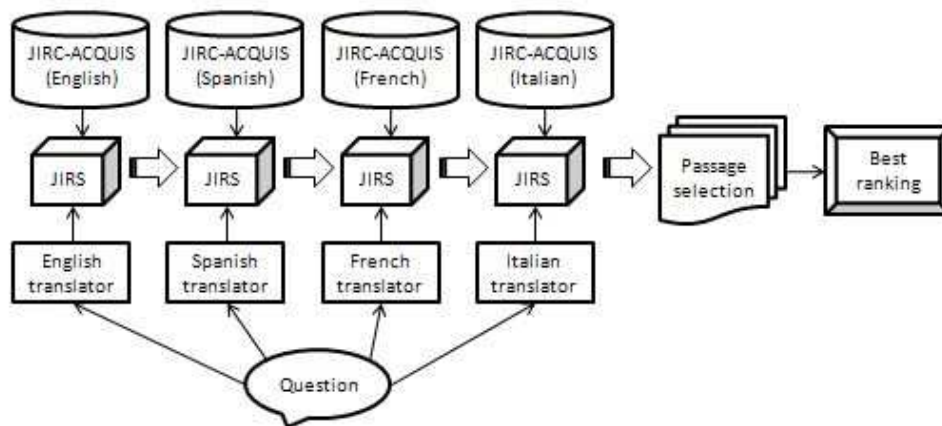 JIRC-ACQUIS
(English)
JIRC-ACQUIS
(Spanish)
JIRC-ACQUIS
(French)
JIRC-ACQUIS
(Italian)
JIRS
JIRS
JIRS
JIRS
Passage
selection
Best
ranking
English
translator
Spanish
translator
French
translator
Italian
translator
Question